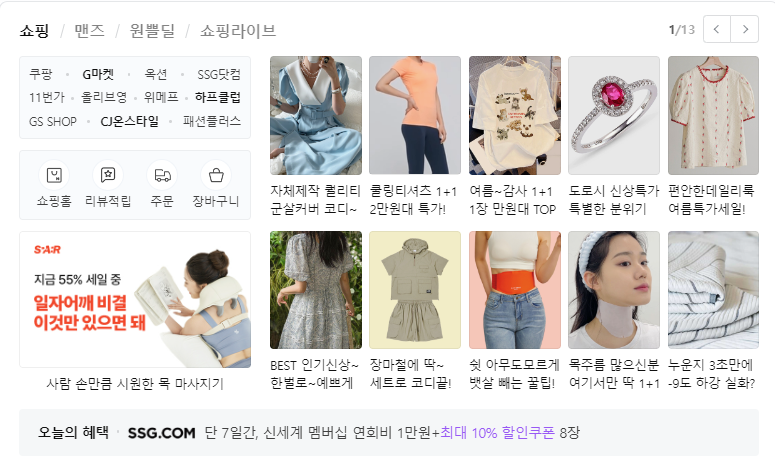 쇼핑 / 맨즈 / 원쁠딜 / 쇼핑라이브
1/13
쿠팡 · G마켓 · 옥션 · SSG닷컴
11번가 · 올리브영 · 위메프 · 하프클럽
GS SHOP · CJ온스타일 · 패션플러스
쇼핑홈 리뷰적립 주문 장바구니
자체제작 퀄리티
군살커버 코디~
쿨링티셔츠 1+1
2만원대 특가!
여름~감사 1+1
1장 만원대 TOP
도로시 신상특가
특별한 분위기
편안한데일리룩
여름특가세일!
S:A:R
지금 55% 세일 중
일자어깨 비결
이것만 있으면 돼
사람 손만큼 시원한 목 마사지기
BEST 인기신상~
한벌로~예쁘게
장마철에 딱~
세트로 코디끝!
쉿 아무도모르게
뱃살 빼는 꿀팁!
목주름 많으신분
여기서만 딱 1+1
누운지 3초만에
-9도 하강 실화?
오늘의 혜택 · SSG.COM 단 7일간, 신세계 멤버십 연회비 1만원+최대 10% 할인쿠폰 8장